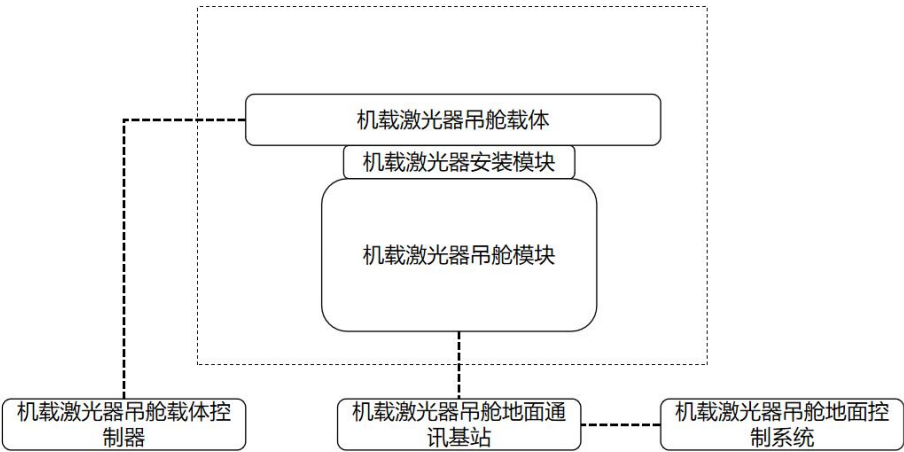 机载激光器吊舱载体
机载激光器安装模块
机载激光器吊舱模块
机载激光器吊舱载体控
制器
机载激光器吊舱地面通
讯基站
机载激光器吊舱地面控
制系统